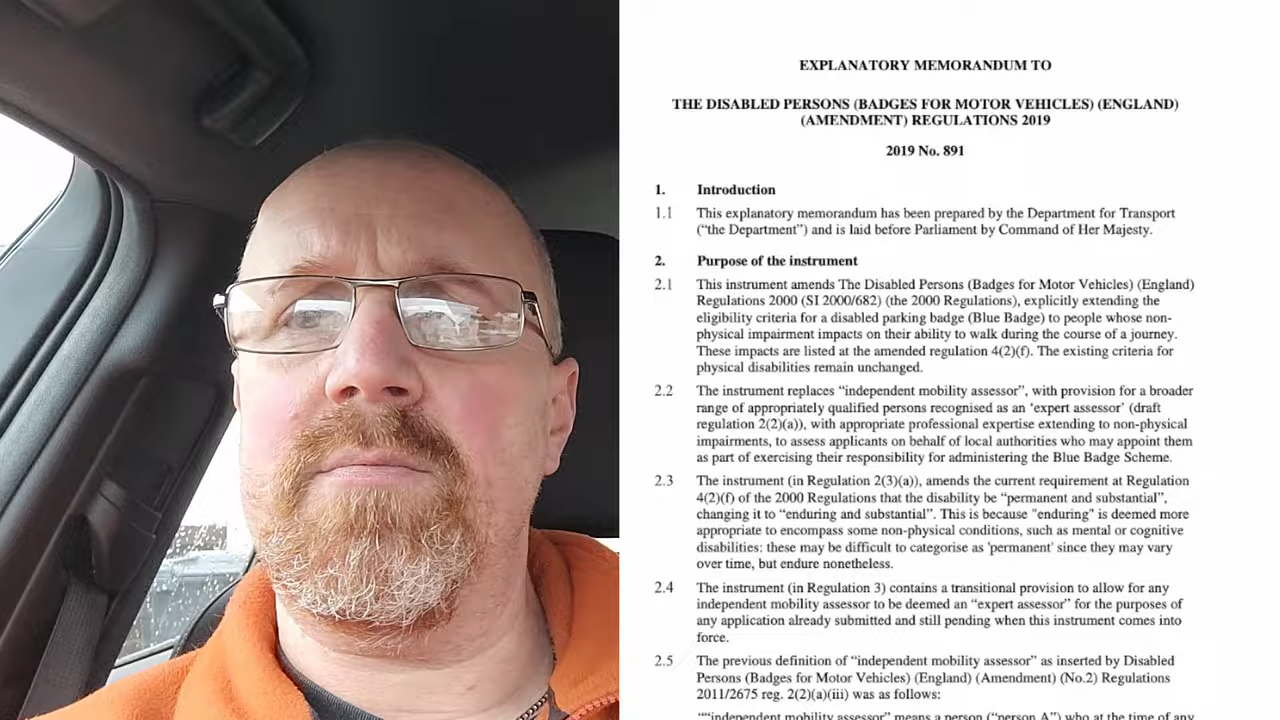 EXPLANATORY MEMORANDUM TO
THE DISABLED PERSONS (BADGES FOR MOTOR VEHICLES) (ENGLAND)
(AMENDMENT) REGULATIONS 2019
2019 No. 891
1. Introduction
1.1 This explanatory memorandum has been prepared by the Department for Transport
(“the Department”) and is laid before Parliament by Command of Her Majesty.
2. Purpose of the instrument
2.1 This instrument amends The Disabled Persons (Badges for Motor Vehicles) (England)
Regulations 2000 (SI 2000/682) (the 2000 Regulations), explicitly extending the
eligibility criteria for a disabled parking badge (Blue Badge) to people whose non-
physical impairment impacts on their ability to walk during the course of a journey.
These impacts are listed at the amended regulation 4(2)(f). The existing criteria for
physical disabilities remain unchanged.
2.2 The instrument replaces “independent mobility assessor”, with provision for a broader
range of appropriately qualified persons recognised as an ‘expert assessor’ (draft
regulation 2(2)(a)), with appropriate professional expertise extending to non-physical
impairments, to assess applicants on behalf of local authorities who may appoint them
as part of exercising their responsibility for administering the Blue Badge Scheme.
2.3 The instrument (in Regulation 2(3)(a)), amends the current requirement at Regulation
4(2)(f) of the 2000 Regulations that the disability be “permanent and substantial”,
changing it to “enduring and substantial”. This is because "enduring" is deemed more
appropriate to encompass some non-physical conditions, such as mental or cognitive
disabilities: these may be difficult to categorise as 'permanent' since they may vary
over time, but endure nonetheless.
2.4 The instrument (in Regulation 3) contains a transitional provision to allow for any
independent mobility assessor to be deemed an “expert assessor” for the purposes of
any application already submitted and still pending when this instrument comes into
force.
2.5 The previous definition of “independent mobility assessor” as inserted by Disabled
Persons (Badges for Motor Vehicles) (England) (Amendment) (No.2) Regulations
2011/2675 reg. 2(2)(a)(iii) was as follows:
““independent mobility assessor” means a person (“person A”) who at the time of any